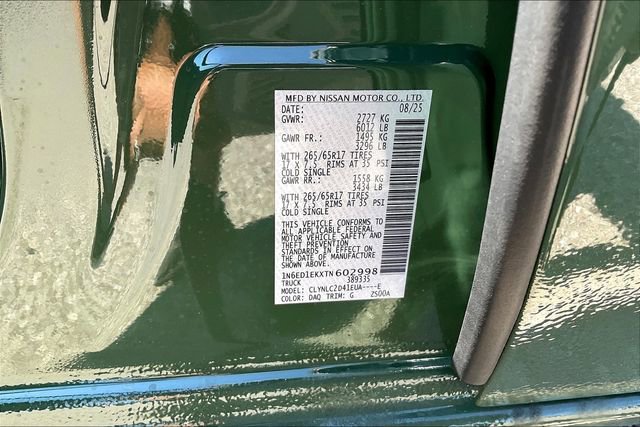 MFD BY NISSAN MOTOR CO., LTD.
DATE: 08/25
GVWR: 2727 KG
6012 LB
GAWR FR.: 1495 KG
3296 LB
WITH 265/65R17 TIRES
17 X 7.5 RIMS AT 35 PSI
COLD SINGLE
GAWR RR.: 1558 KG
3434 LB
WITH 265/65R17 TIRES
17 X 7.5 RIMS AT 35 PSI
COLD SINGLE
THIS VEHICLE CONFORMS TO
ALL APPLICABLE FEDERAL
MOTOR VEHICLE SAFETY AND
THEFT PREVENTION
STANDARDS IN EFFECT ON
THE DATE OF MANUFACTURE
SHOWN ABOVE.
1N6ED1EKXTN602998
TRUCK 389335
MODEL: CLYNLC2D41EUA----E
COLOR: DAQ TRIM: G 2S00A